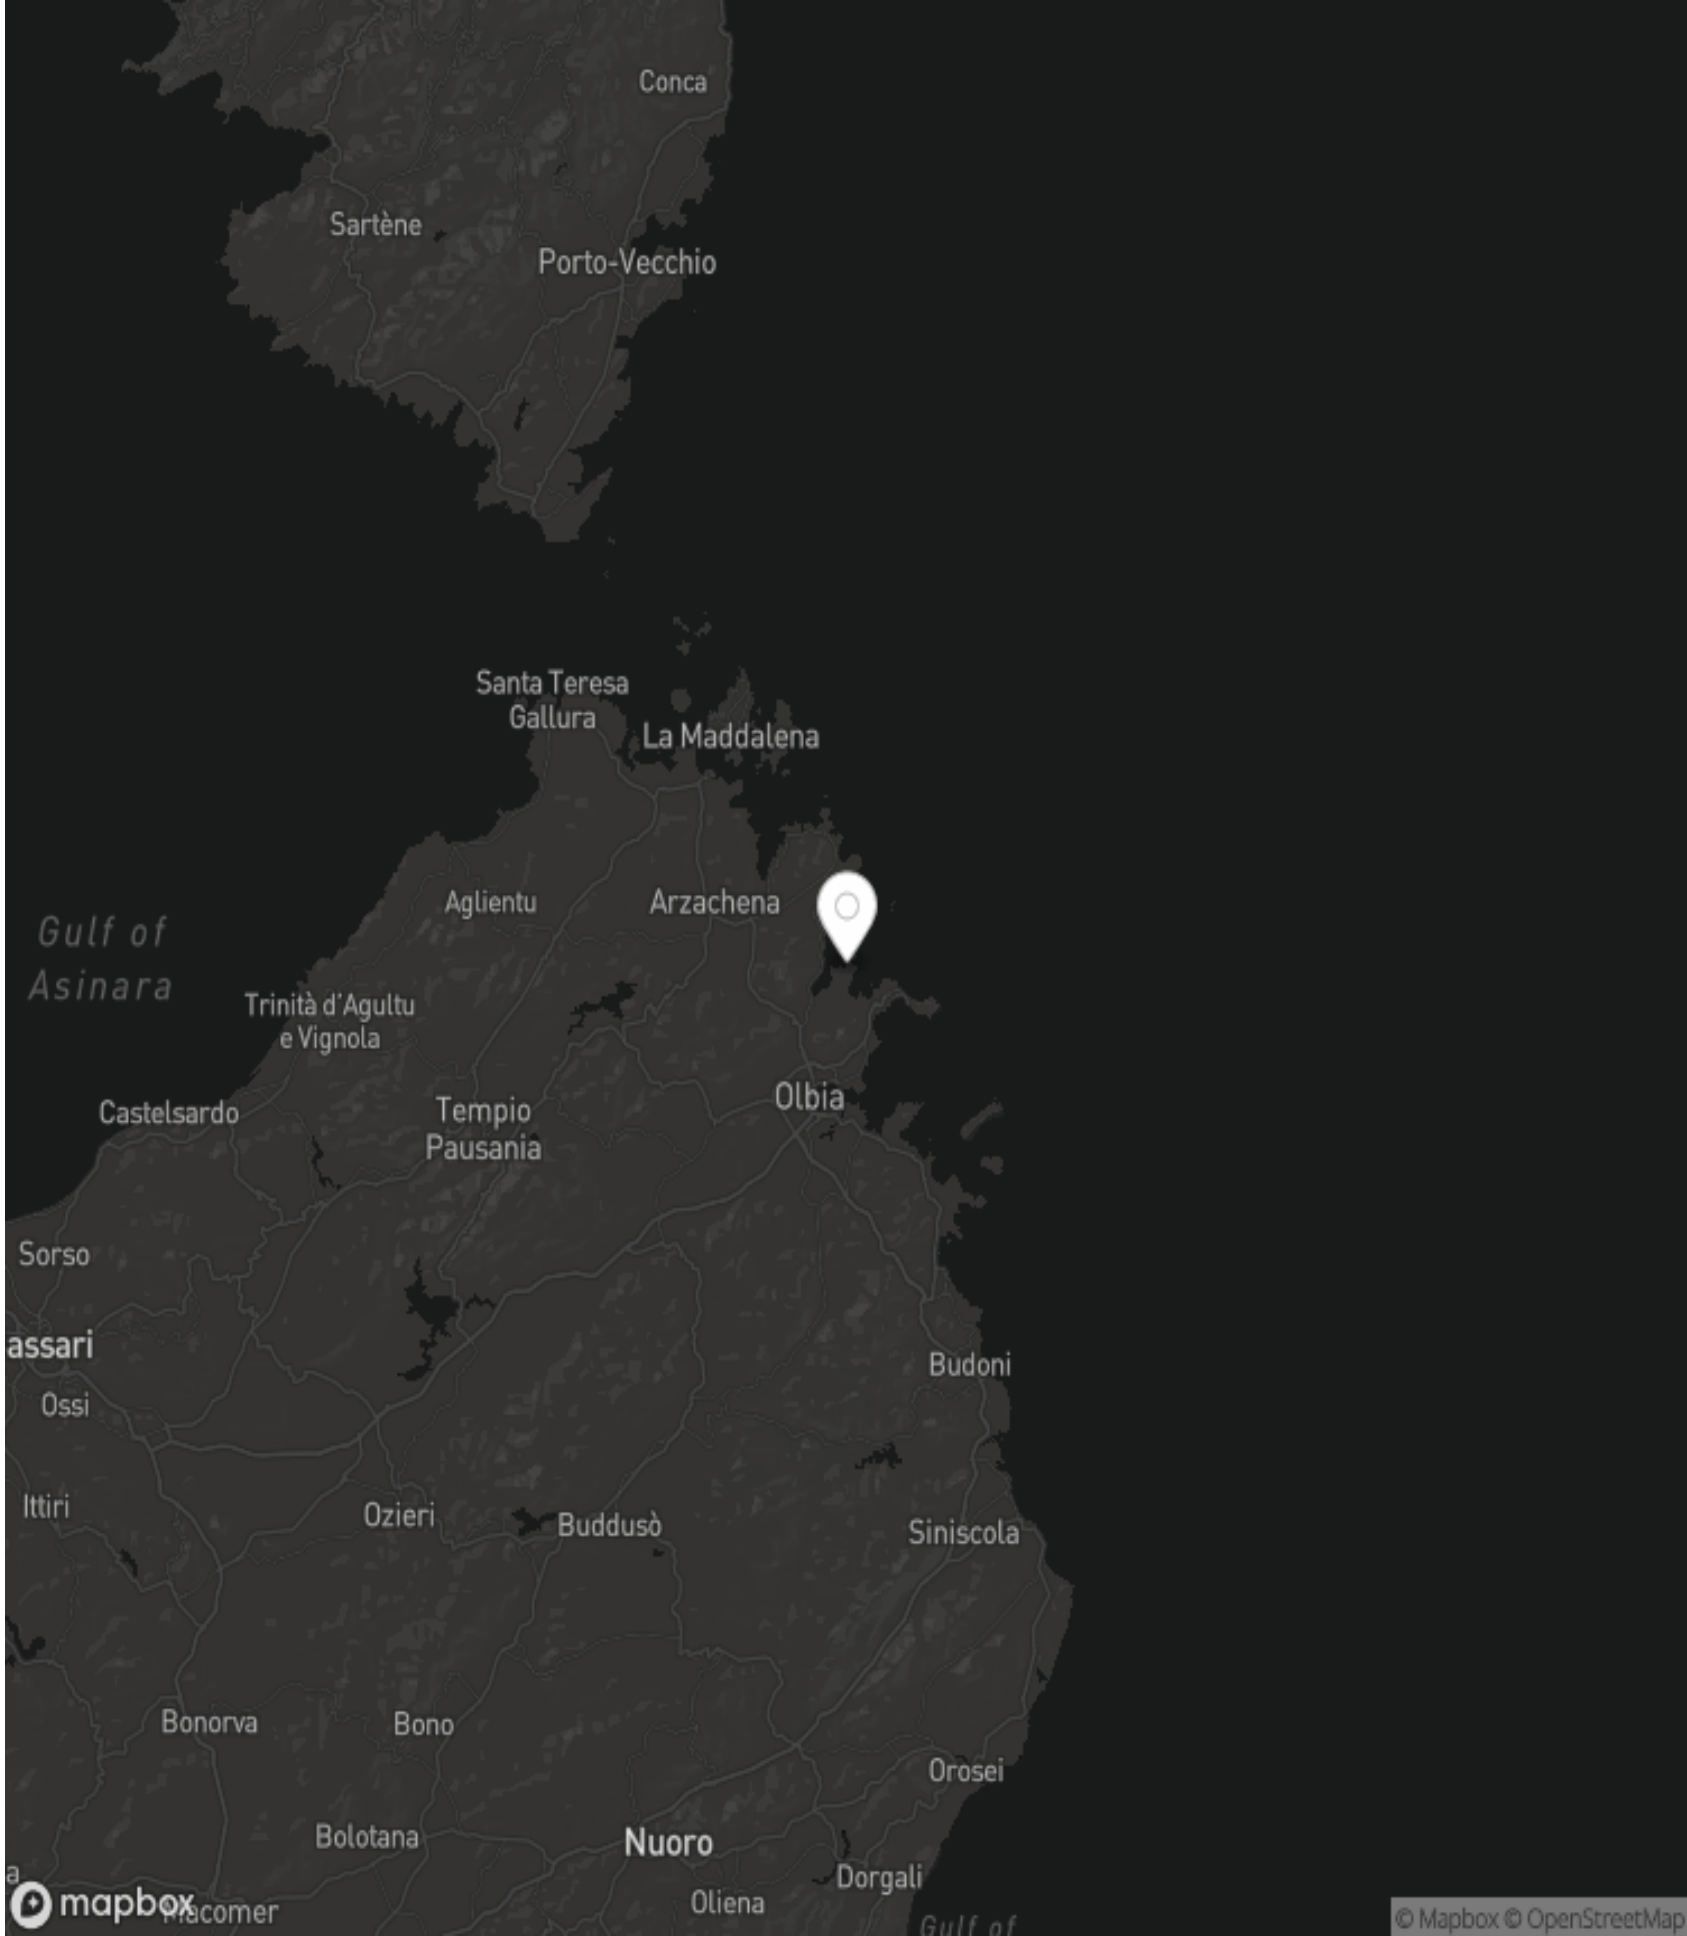 Conca
Sartène
Porto-Vecchio
Santa Teresa
Gallura
La Maddalena
Aglientu
Arzachena
Gulf of
Asinara
Trinità d'Agultu
e Vignola
Castelsardo
Tempio
Pausania
Olbia
Sorso
assari
Ossi
Budoni
Ittiri
Ozieri
Buddusò
Siniscola
Bonorva
Bono
Orosei
Bolotana
Nuoro
a
Dorgali
mapbox
Macomer
Oliena
Gulf of
© Mapbox © OpenStreetMap